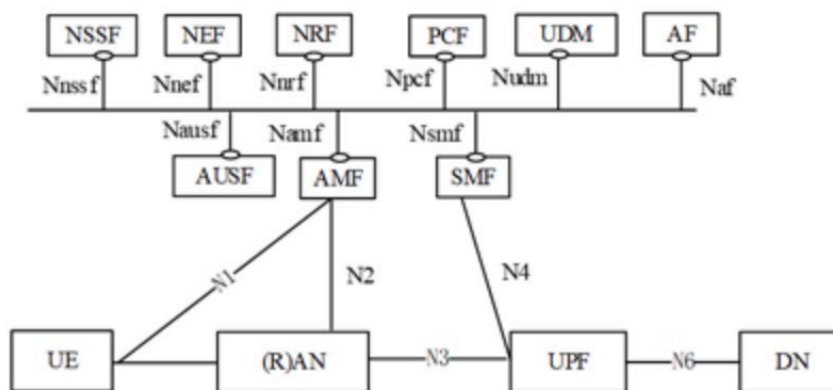 NSSF NEF NRF PCF UDM AF
Nnssf Nnef Nnrf Npcf Nudm Naf
Nausf Namf Nsmf
AUSF AMF SMF
N1 N2 N4
UE (R)AN N3 UPF N6 DN